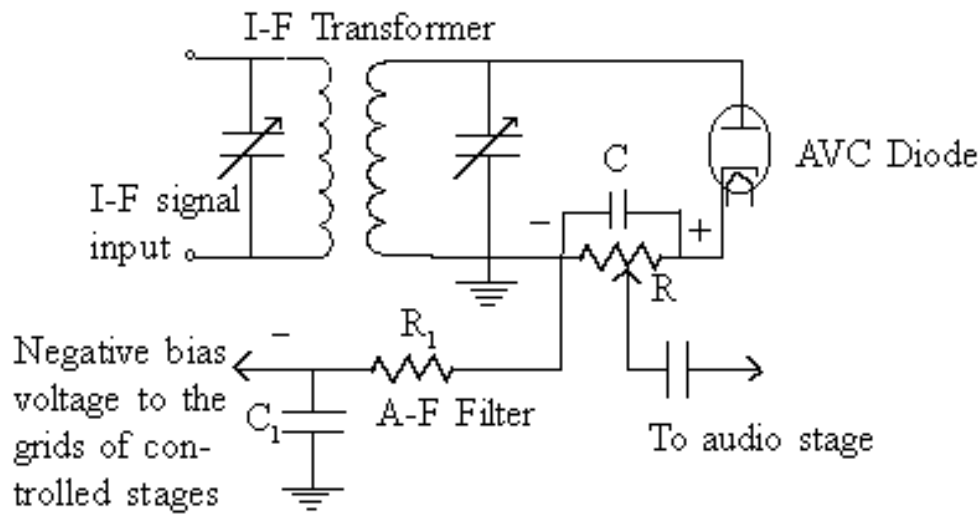 I-F Transformer
AVC Diode
C
I-F signal
input
−
+
R
R₁
−
Negative bias
voltage to the
grids of con-
trolled stages
C₁
A-F Filter
To audio stage